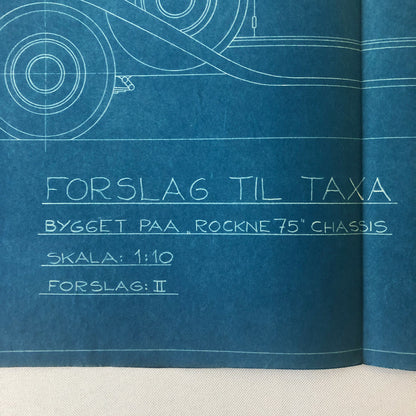 FORSLAG TIL TAXA
BYGGET PAA „ROCKNE 75" CHASSIS
SKALA: 1:10
FORSLAG: II